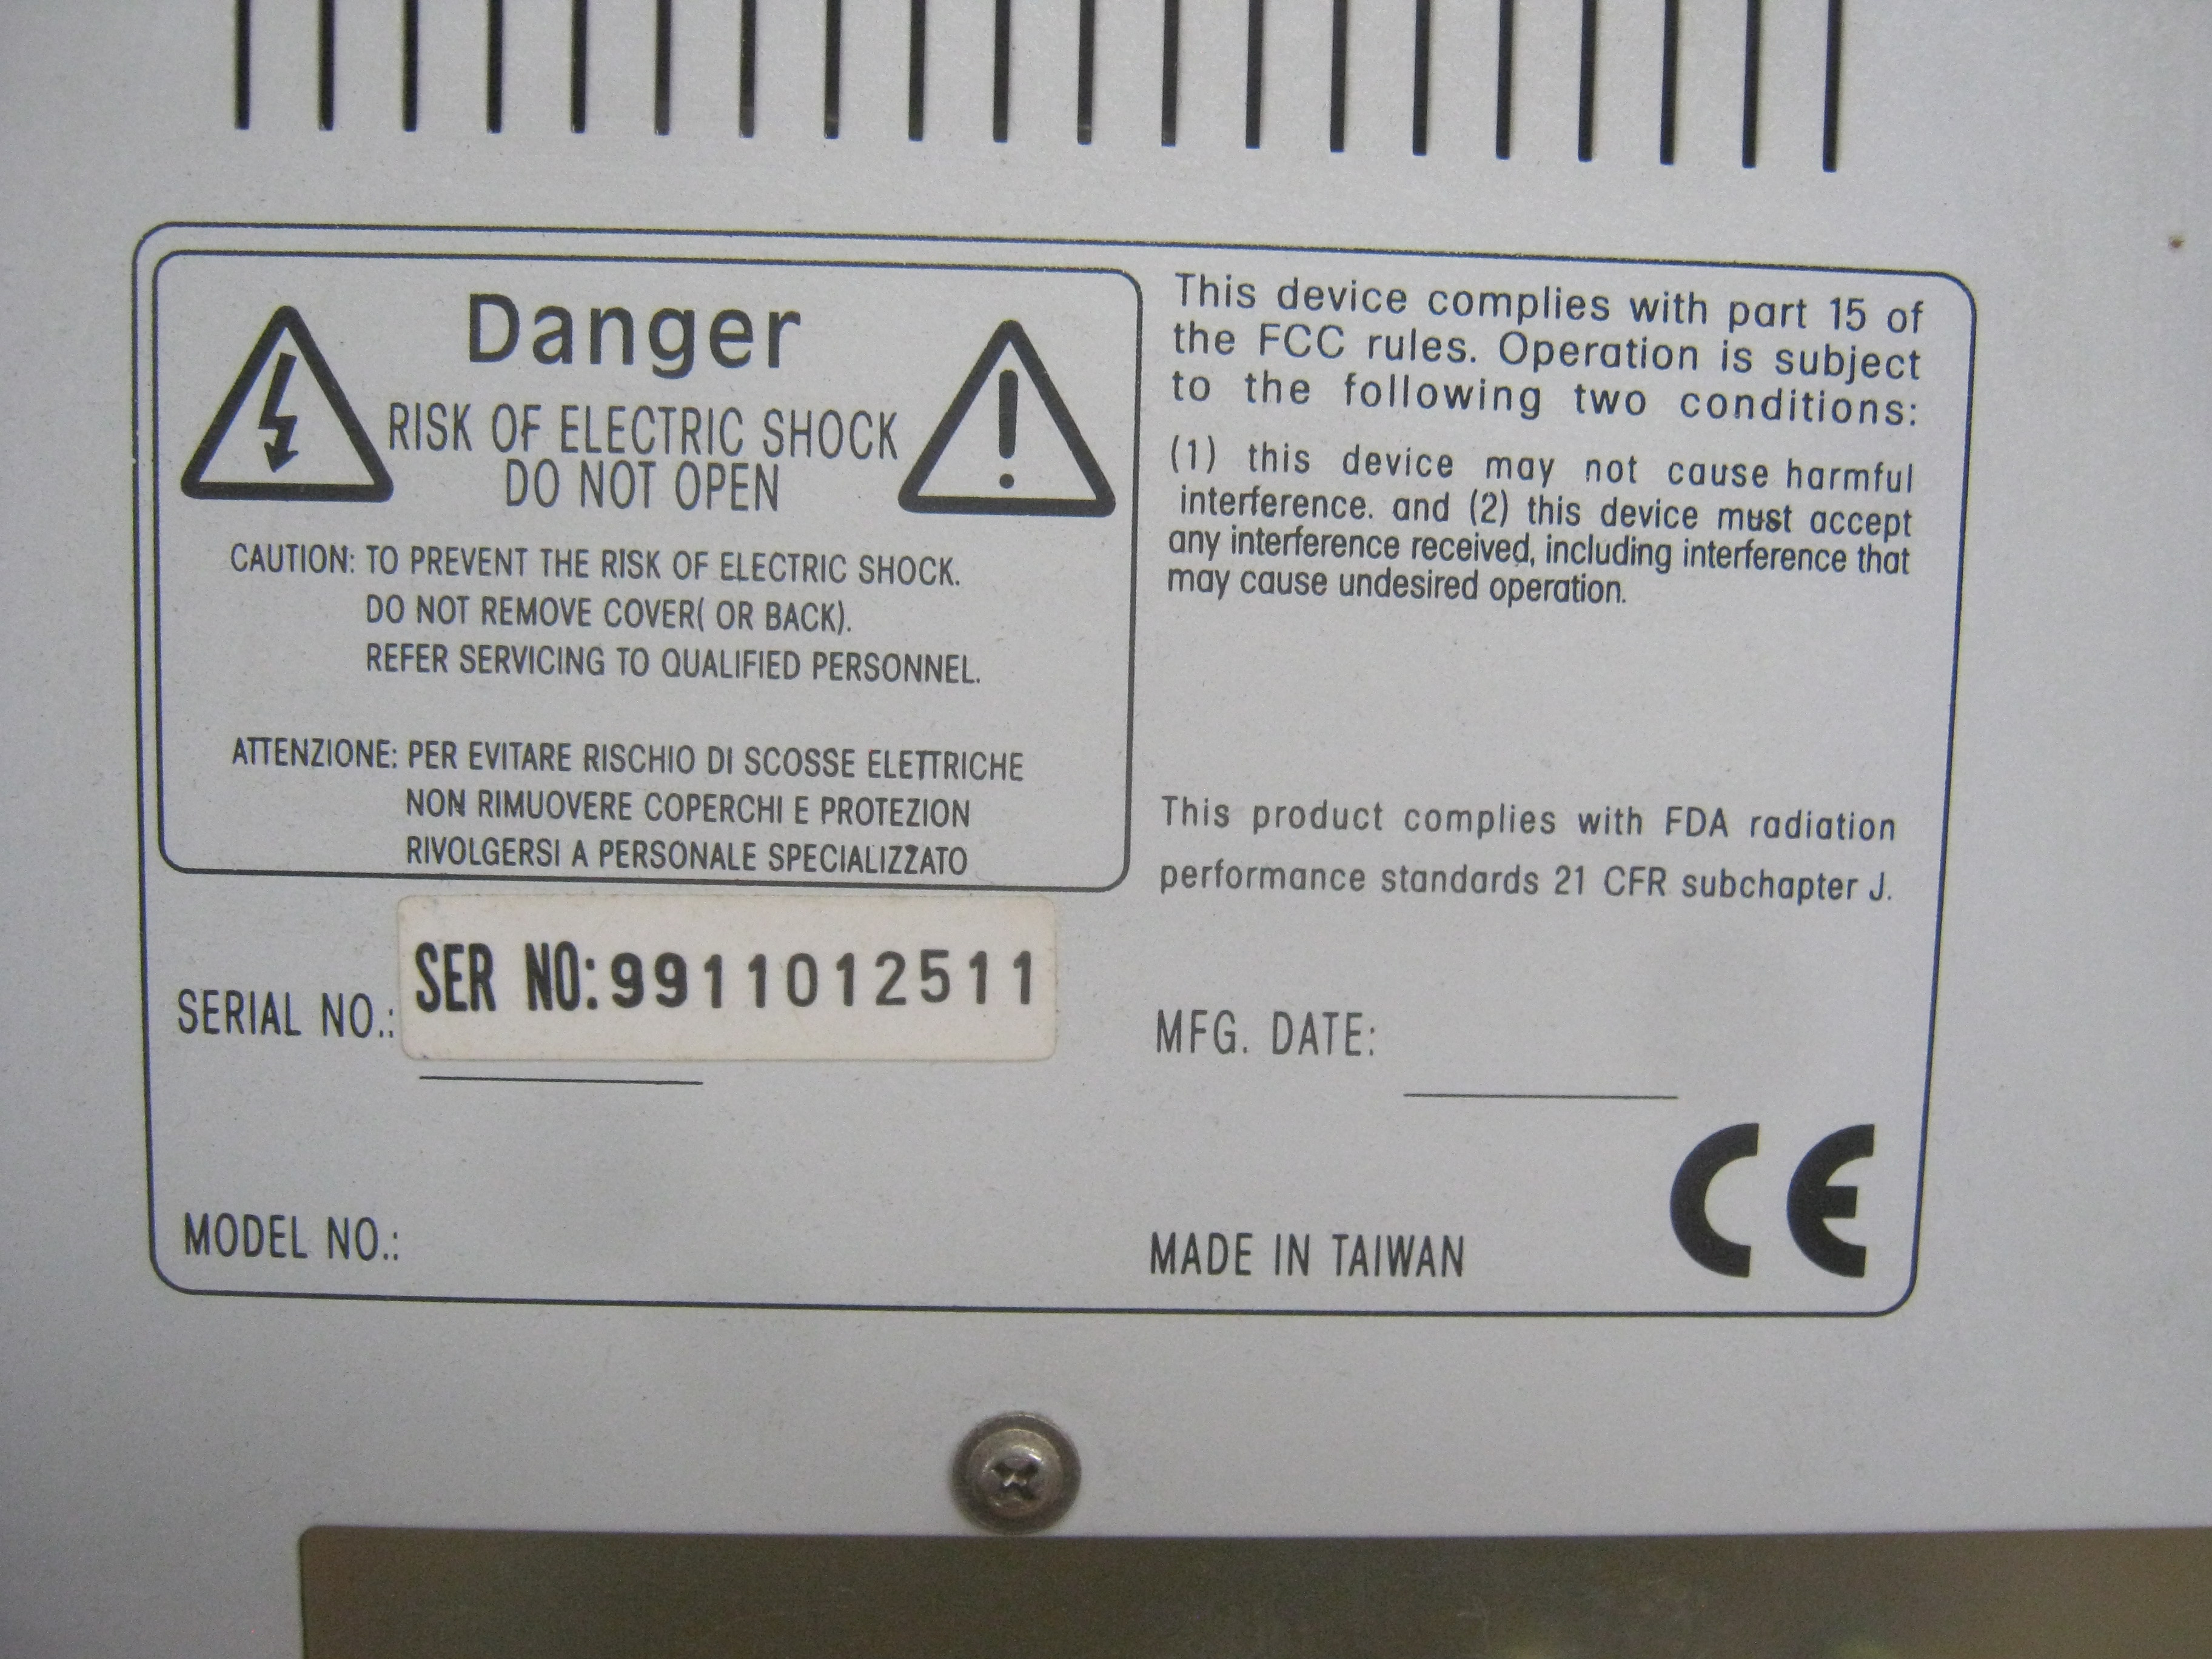 Danger
RISK OF ELECTRIC SHOCK
DO NOT OPEN
CAUTION: TO PREVENT THE RISK OF ELECTRIC SHOCK.
DO NOT REMOVE COVER( OR BACK).
REFER SERVICING TO QUALIFIED PERSONNEL.
ATTENZIONE: PER EVITARE RISCHIO DI SCOSSE ELETTRICHE
NON RIMUOVERE COPERCHI E PROTEZION
RIVOLGERSI A PERSONALE SPECIALIZZATO
This device complies with part 15 of
the FCC rules. Operation is subject
to the following two conditions:
(1) this device may not cause harmful
interference. and (2) this device must accept
any interference received, including interference that
may cause undesired operation.
This product complies with FDA radiation
performance standards 21 CFR subchapter J.
SERIAL NO.:
SER NO:9911012511
MFG. DATE:
MODEL NO.:
MADE IN TAIWAN
CE